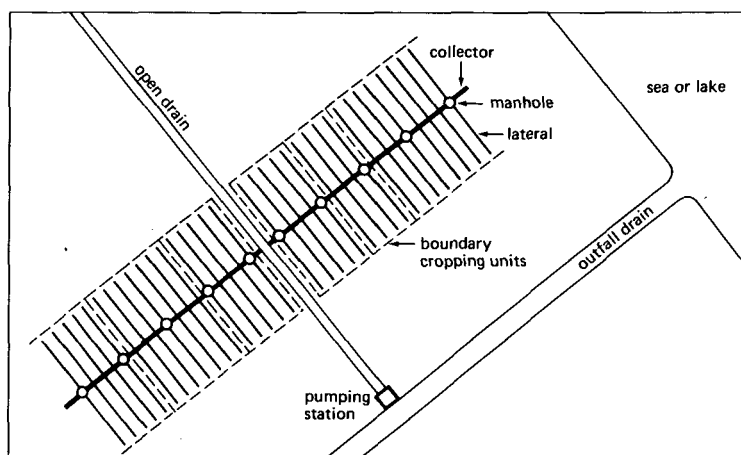 open drain
collector
manhole
lateral
sea or lake
boundary
cropping units
outfall drain
pumping
station